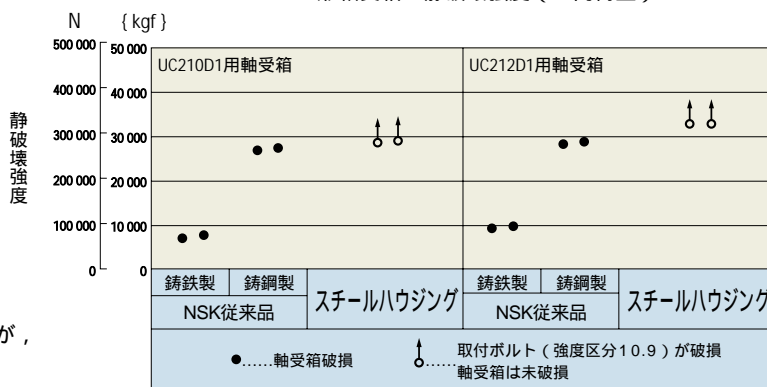 N { kgf }
500 000 50 000
UC210D1用軸受箱 UC212D1用軸受箱
400 000 40 000
300 000 30 000
200 000 20 000
100 000 10 000
0 0
静破壊強度
鋳鉄製 鋳鋼製 スチールハウジング 鋳鉄製 鋳鋼製 スチールハウジング
NSK従来品 NSK従来品
が，
●……軸受箱破損 ……取付ボルト（強度区分10.9）が破損
軸受箱は未破損